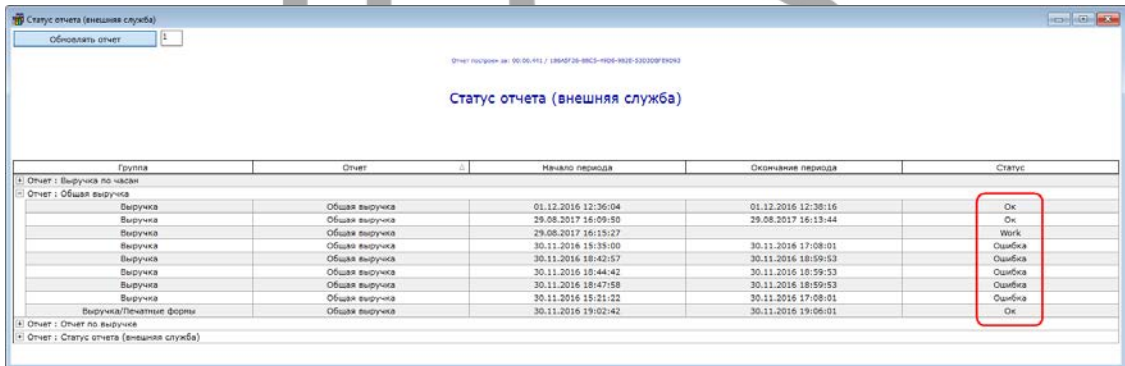 Статус отчета (внешняя служба)
Обновлять отчет 1
Отчет построен за: 00:00.441 /
Статус отчета (внешняя служба)
Группа Отчет Начало периода Окончание периода Статус
Отчет : Выручка по часам
Отчет : Общая выручка
Выручка Общая выручка 01.12.2016 12:36:04 01.12.2016 12:38:16 Ок
Выручка Общая выручка 29.08.2017 16:09:50 29.08.2017 16:13:44 Ок
Выручка Общая выручка 29.08.2017 16:15:27 Work
Выручка Общая выручка 30.11.2016 15:35:00 30.11.2016 17:08:01 Ошибка
Выручка Общая выручка 30.11.2016 18:42:57 30.11.2016 18:59:53 Ошибка
Выручка Общая выручка 30.11.2016 18:44:42 30.11.2016 18:59:53 Ошибка
Выручка Общая выручка 30.11.2016 18:47:58 30.11.2016 18:59:53 Ошибка
Выручка Общая выручка 30.11.2016 15:21:22 30.11.2016 17:08:01 Ошибка
Выручка/Печатные формы Общая выручка 30.11.2016 19:02:42 30.11.2016 19:06:01 Ок
Отчет : Отчет по выручке
Отчет : Статус отчета (внешняя служба)